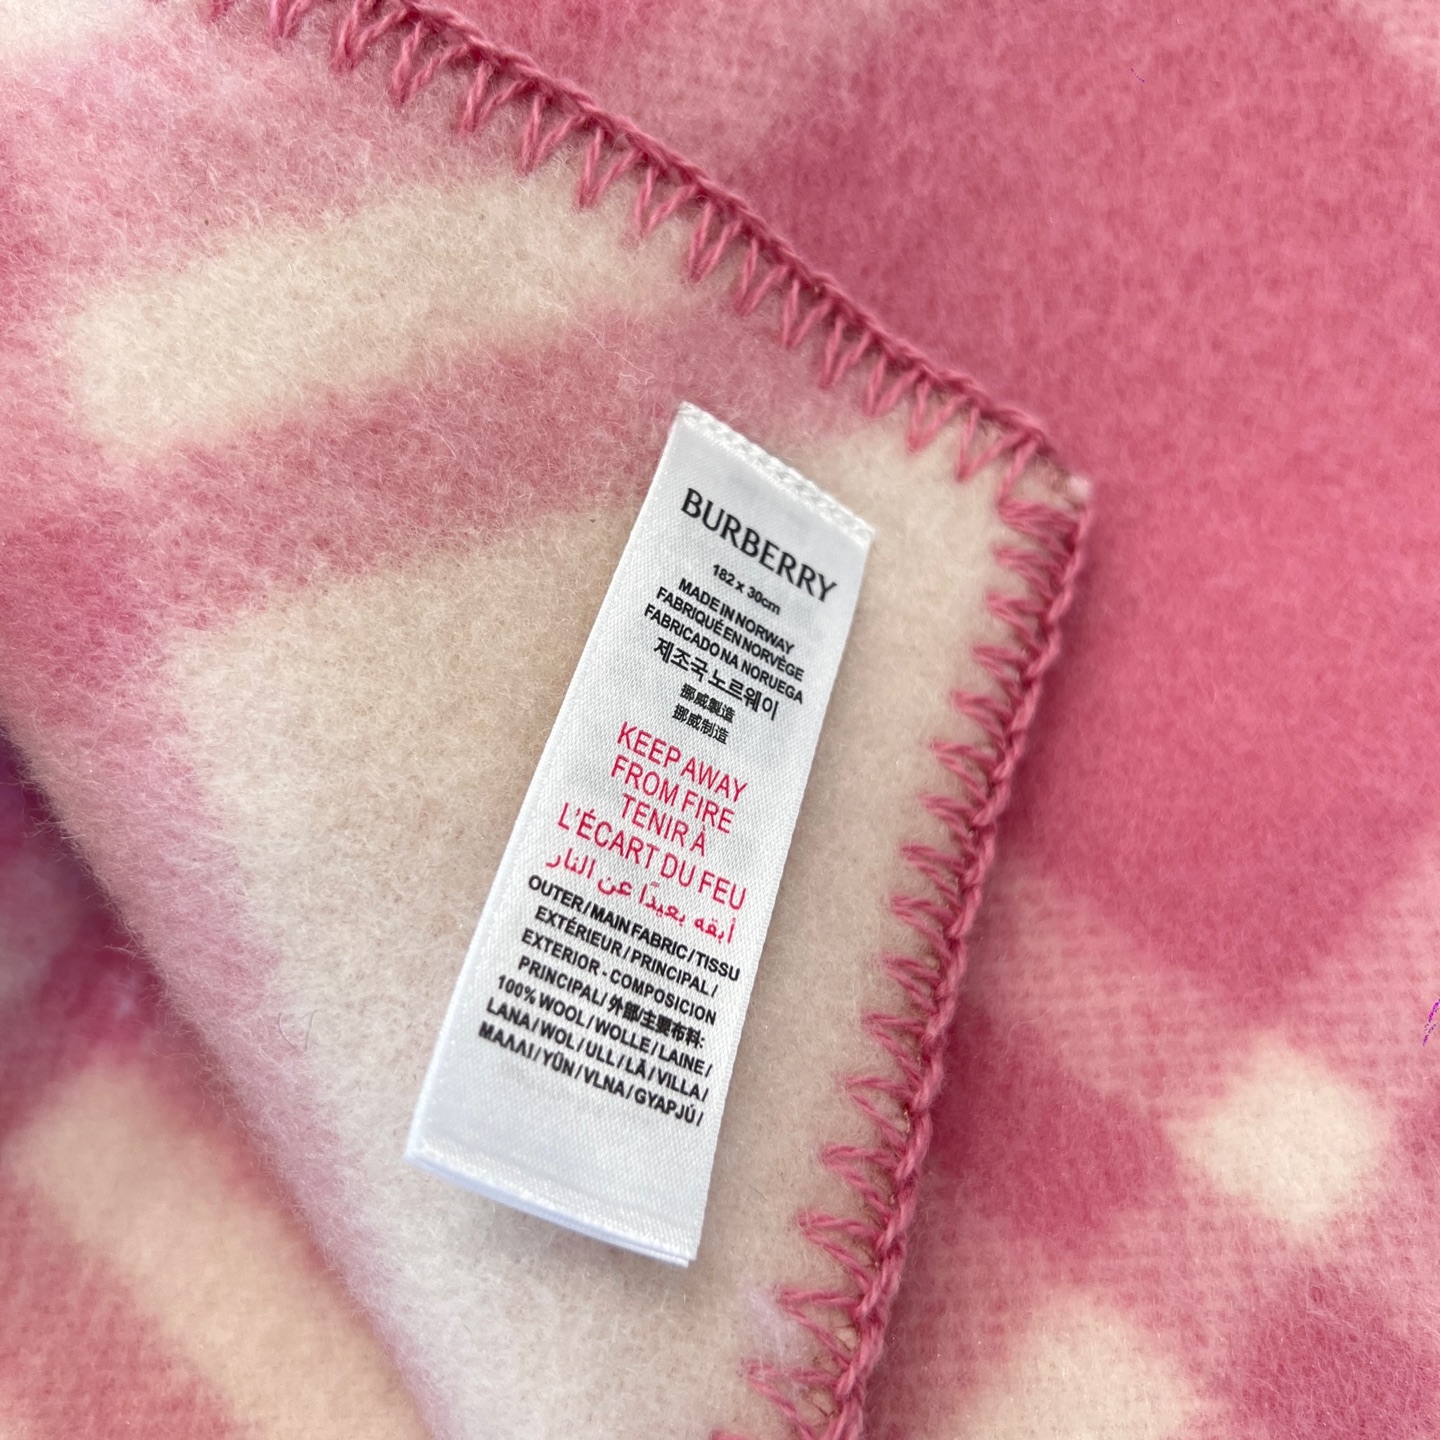 BURBERRY
182 x 30cm
MADE IN NORWAY
FABRIQUÉ EN NORVÈGE
FABRICADO NA NORUEGA
제조국 노르웨이
挪威製造
挪威制造
KEEP AWAY
FROM FIRE
TENIR À
L'ÉCART DU FEU
أبقه بعيدًا عن النار
OUTER / MAIN FABRIC / TISSU
EXTÉRIEUR / PRINCIPAL /
EXTERIOR - COMPOSICION
PRINCIPAL / 外部/主要布料:
100% WOOL / WOLLE / LAINE /
LANA / WOL / ULL / LÃ / VILLA /
ΜΑΛΛΙ / YÜN / VLNA / GYAPJÚ /